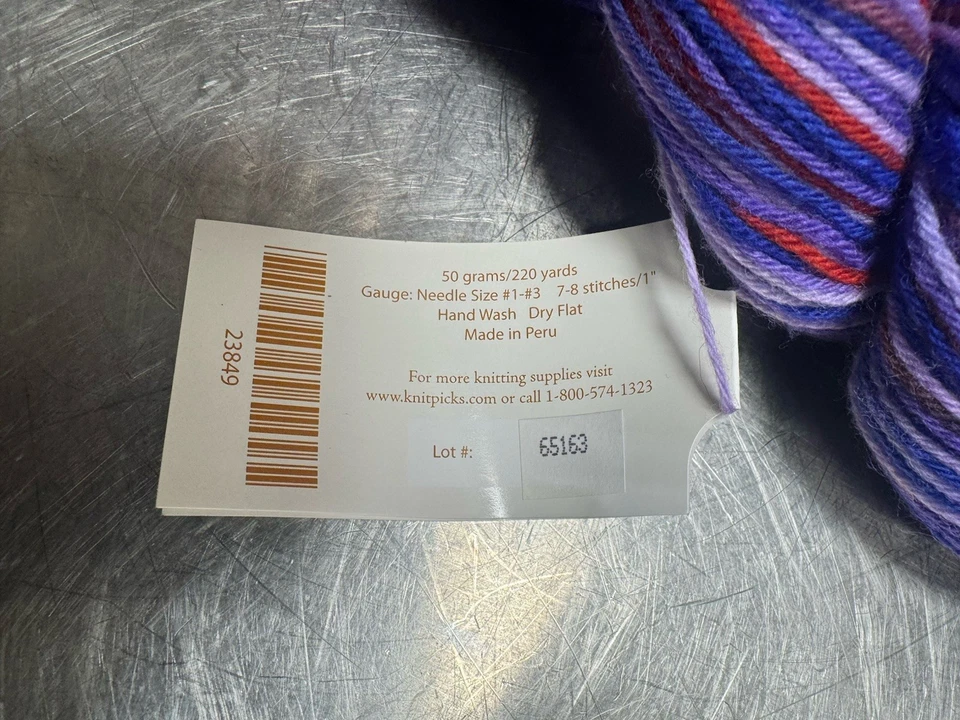 50 grams/220 yards
Gauge: Needle Size #1-#3 7-8 stitches/1"
Hand Wash Dry Flat
Made in Peru
For more knitting supplies visit
www.knitpicks.com or call 1-800-574-1323
Lot #: 65163
23849